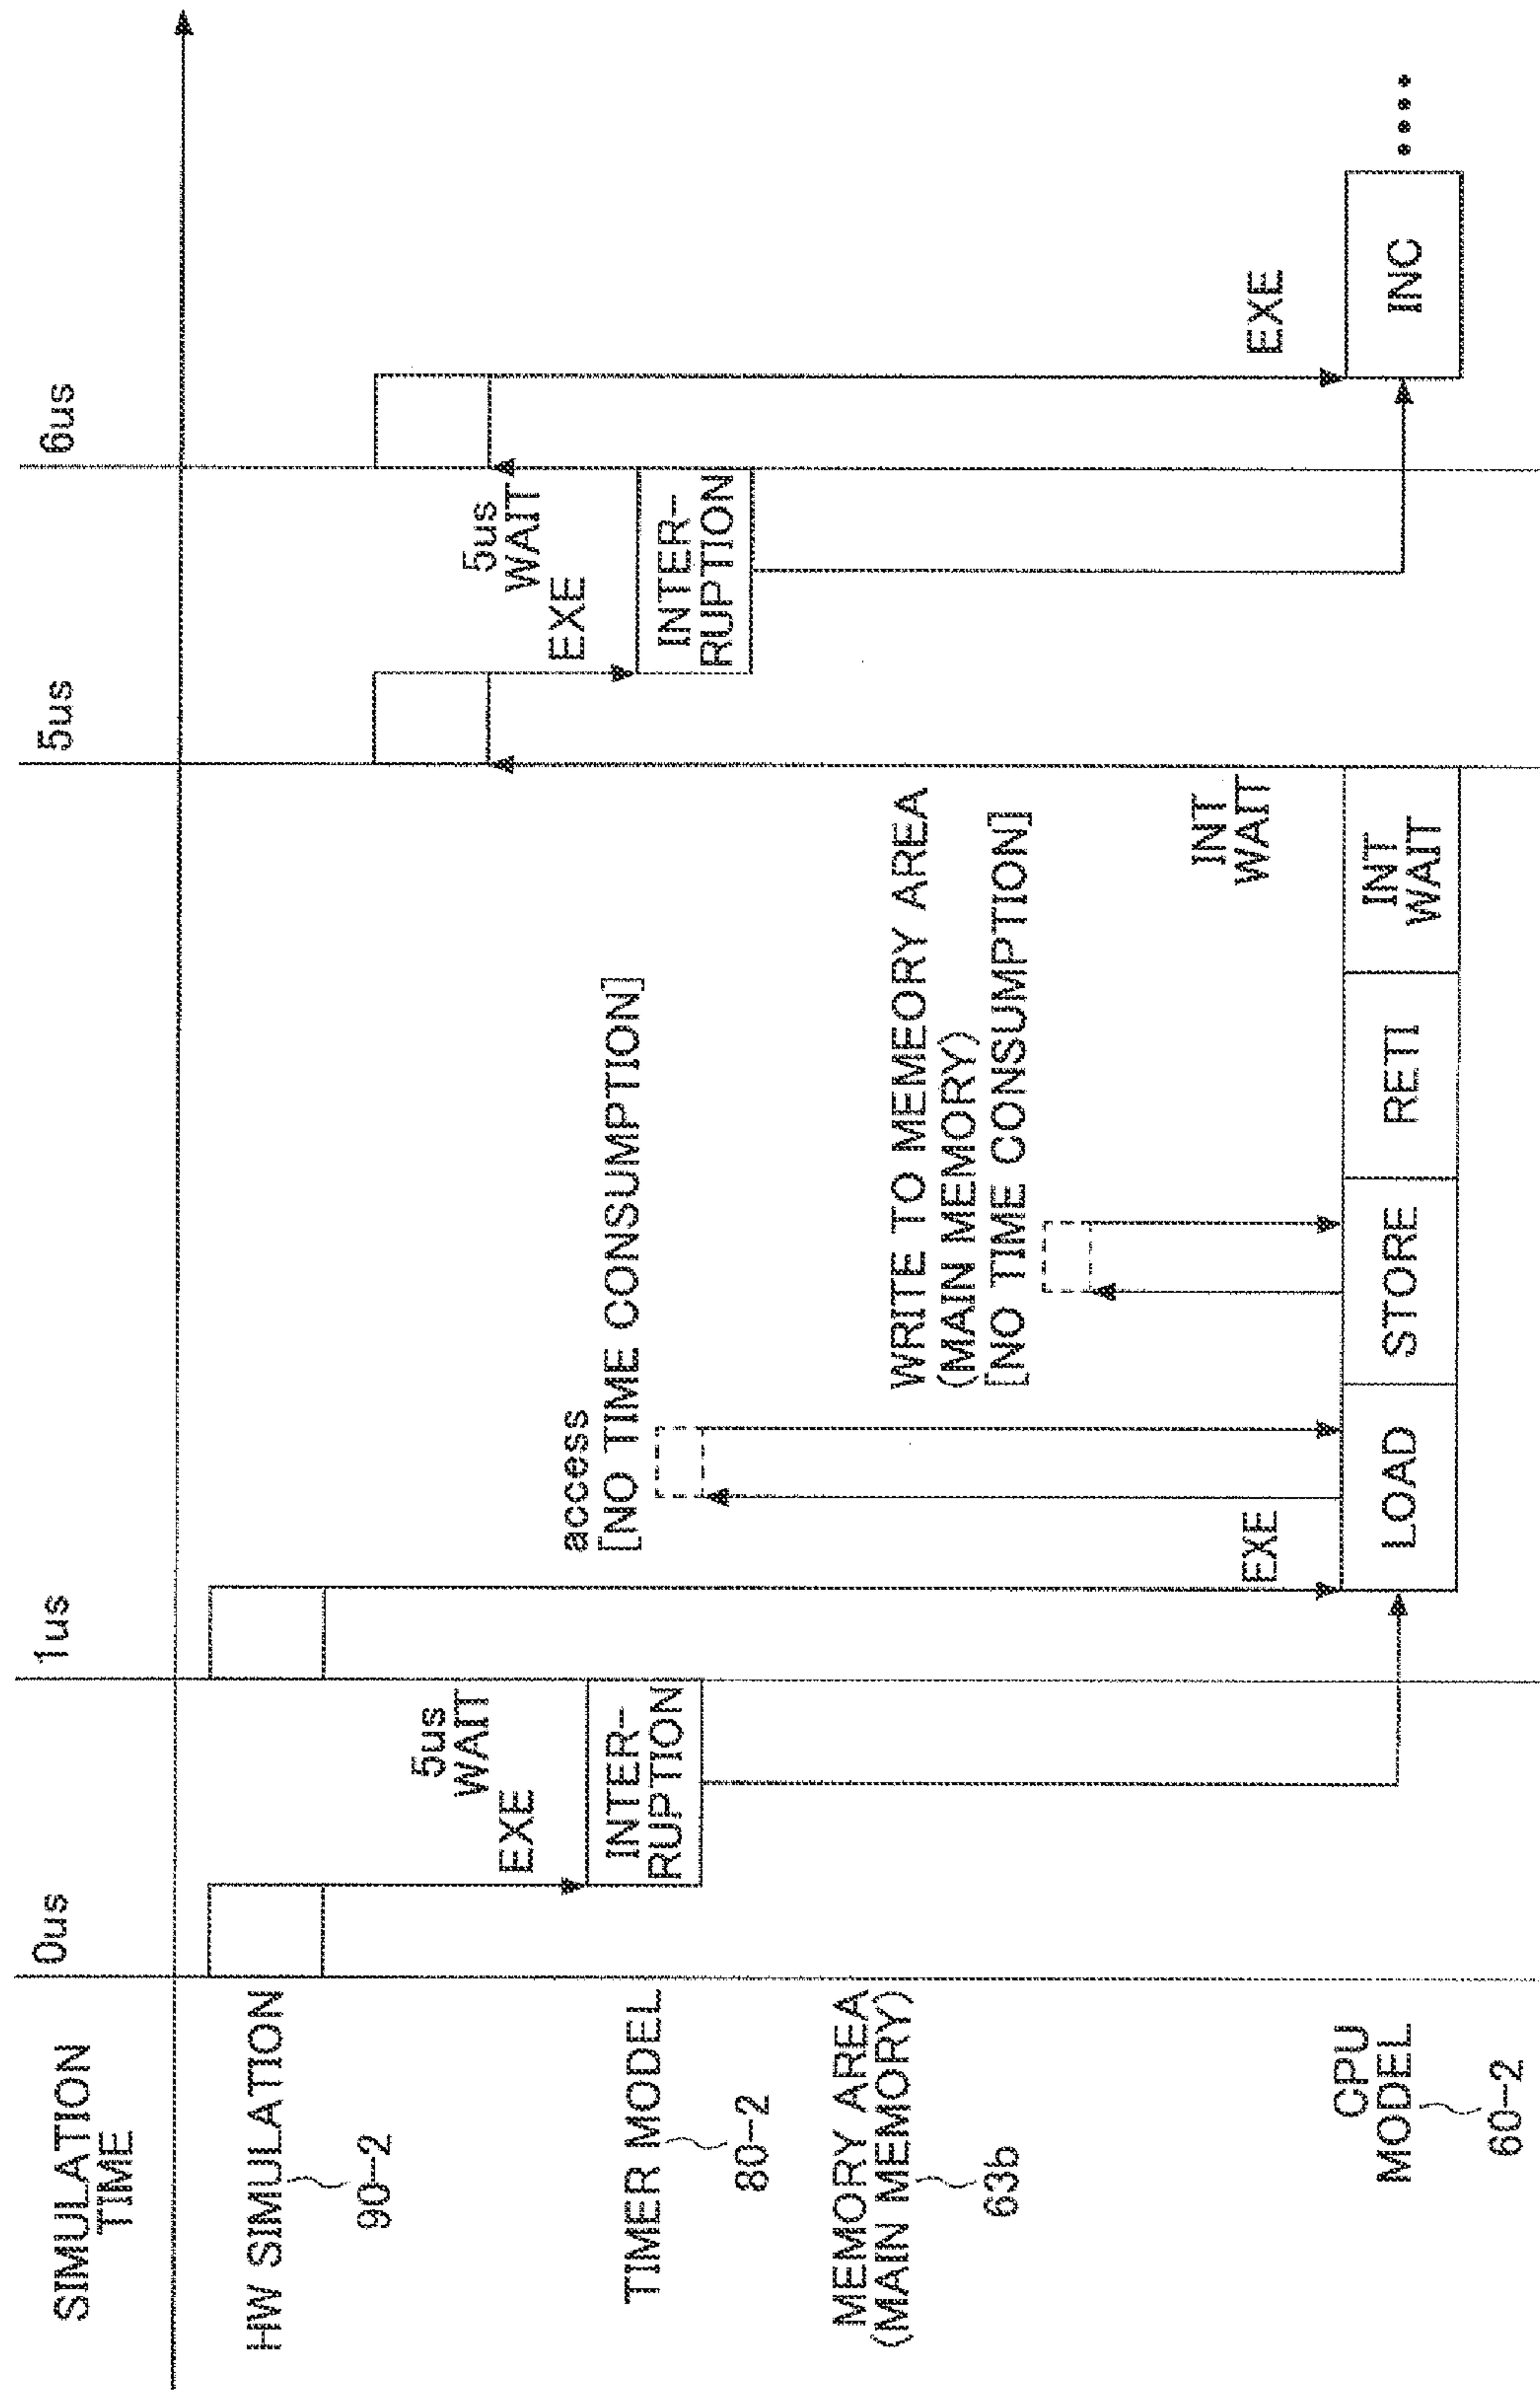 SIMULATION
TIME
0us
1us
5us
6us
HW SIMULATION
90-2
5us
WAIT
EXE
5us
WAIT
EXE
TIMER MODEL
80-2
INTER-
RUPTION
access
[NO TIME CONSUMPTION]
INTER-
RUPTION
MEMORY AREA
(MAIN MEMORY)
63b
WRITE TO MEMEORY AREA
(MAIN MEMORY)
[NO TIME CONSUMPTION]
EXE
INT
WAIT
EXE
CPU
MODEL
60-2
LOAD
STORE
RETI
INT
WAIT
INC